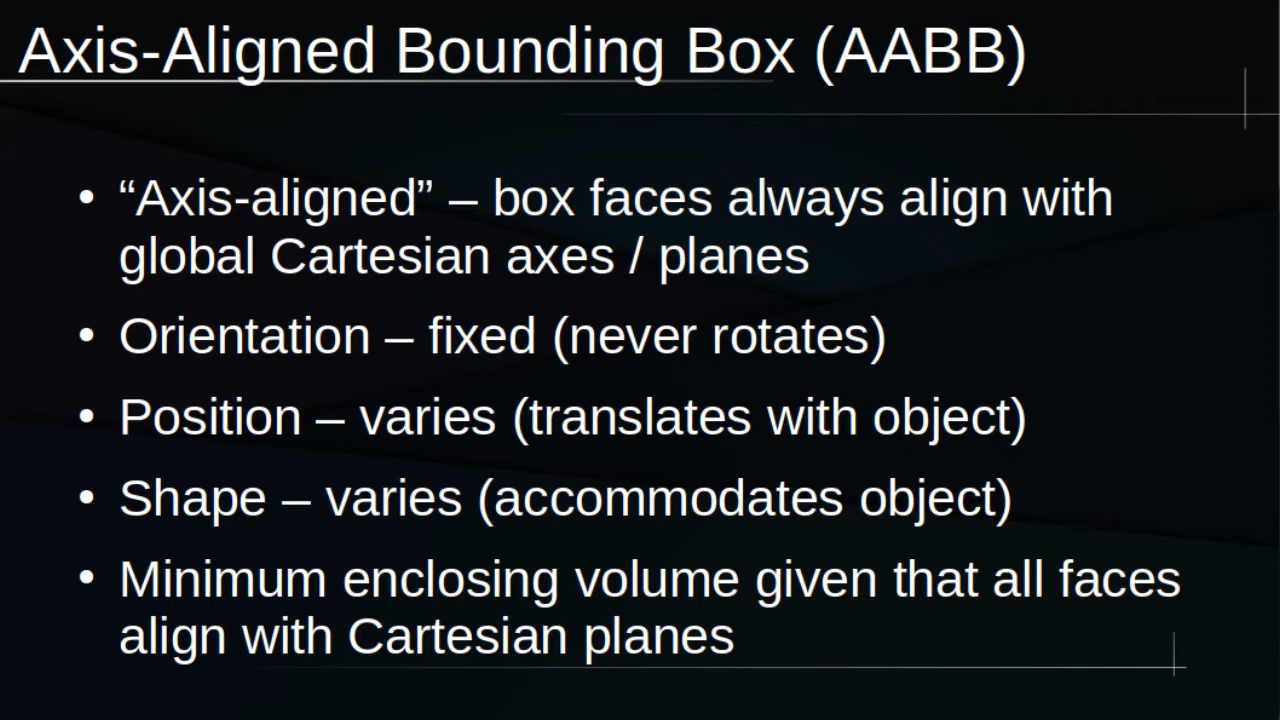 Axis-Aligned Bounding Box (AABB)
• “Axis-aligned” – box faces always align with
global Cartesian axes / planes
• Orientation – fixed (never rotates)
• Position – varies (translates with object)
• Shape – varies (accommodates object)
• Minimum enclosing volume given that all faces
align with Cartesian planes